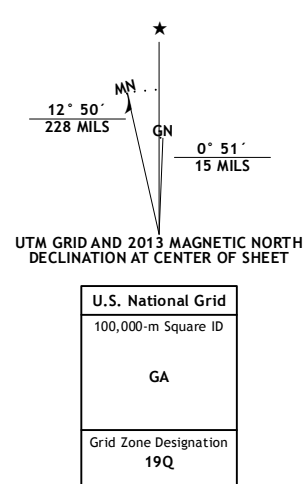 ★
MN
GN
12° 50´
228 MILS
0° 51´
15 MILS
UTM GRID AND 2013 MAGNETIC NORTH
DECLINATION AT CENTER OF SHEET
U.S. National Grid
100,000-m Square ID
GA
Grid Zone Designation
19Q